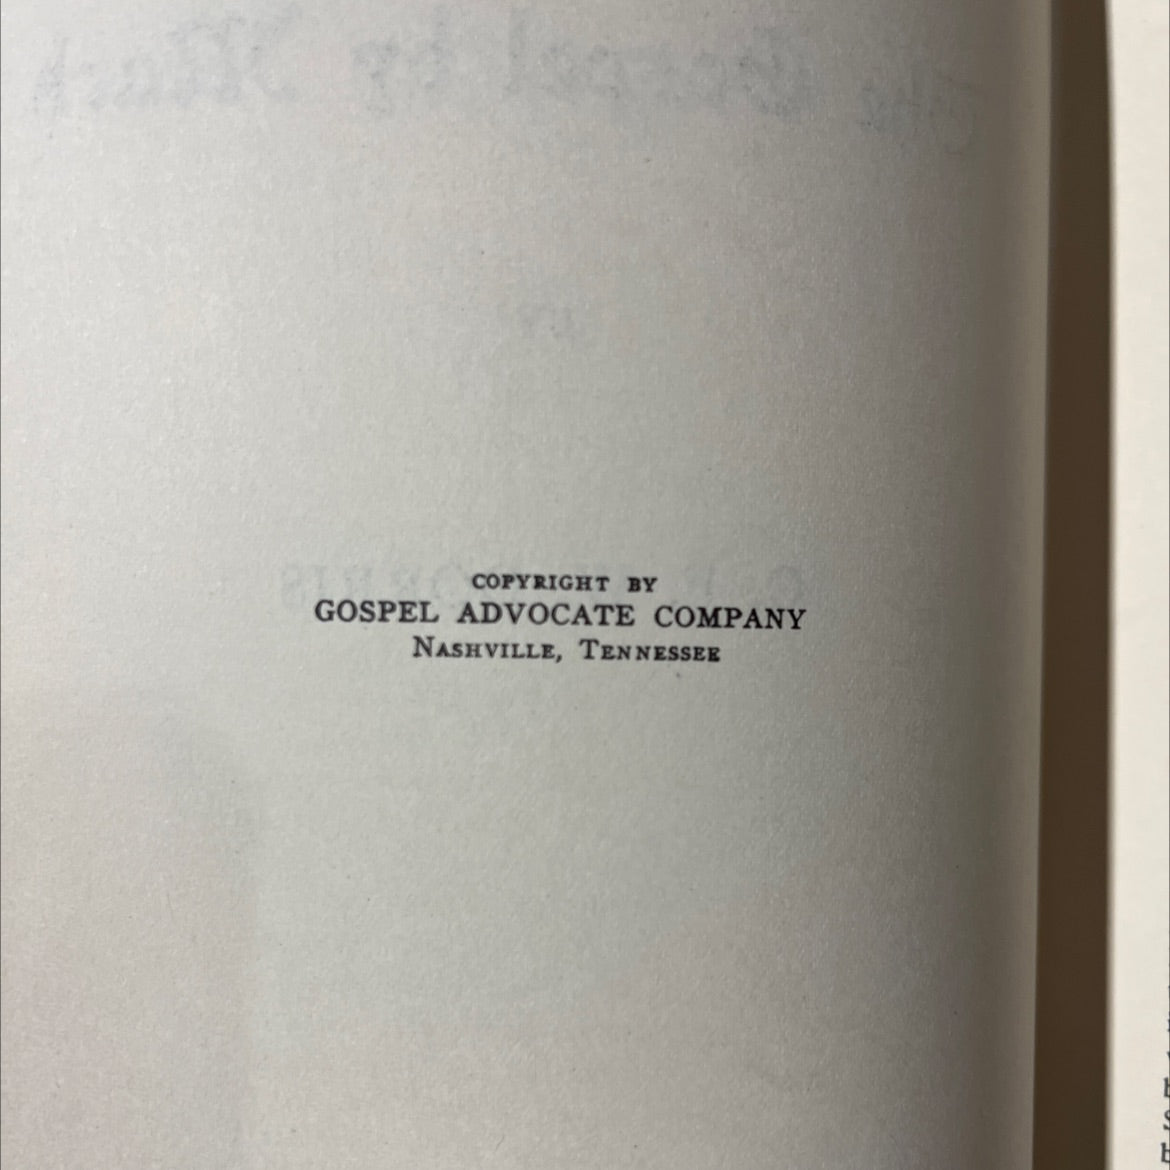 COPYRIGHT BY
GOSPEL ADVOCATE COMPANY
NASHVILLE, TENNESSEE